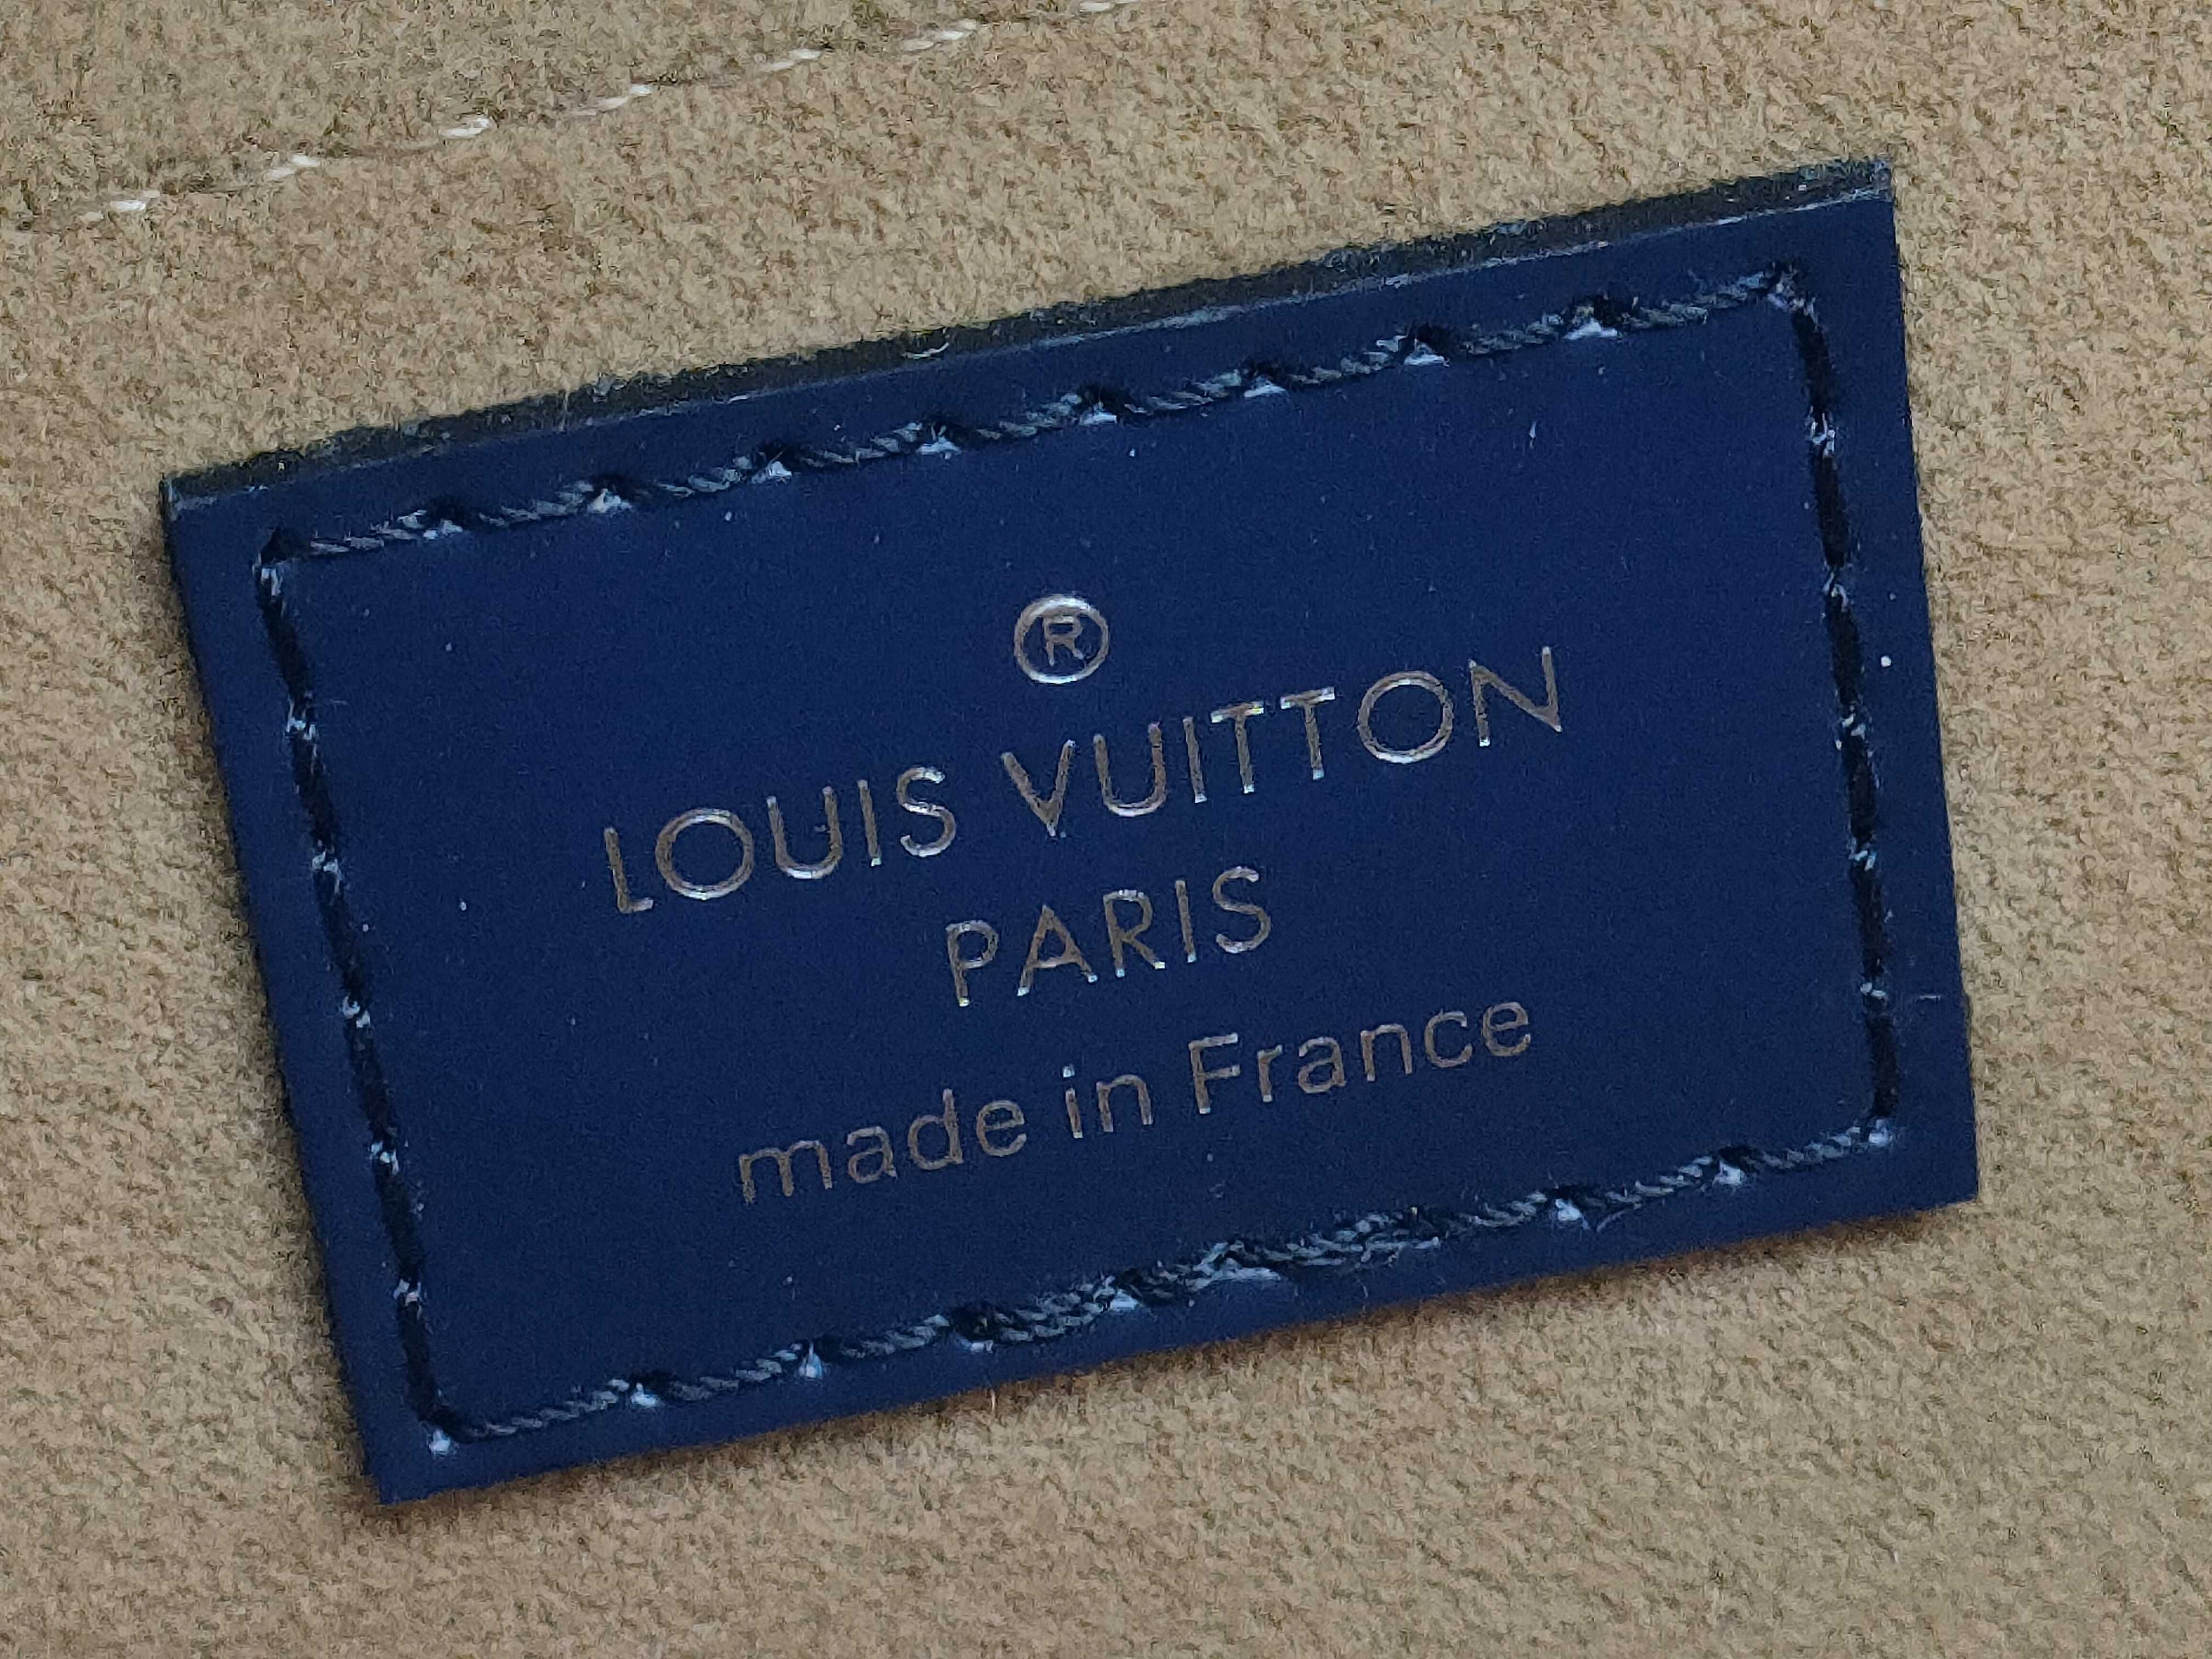 ®
LOUIS VUITTON
PARIS
made in France